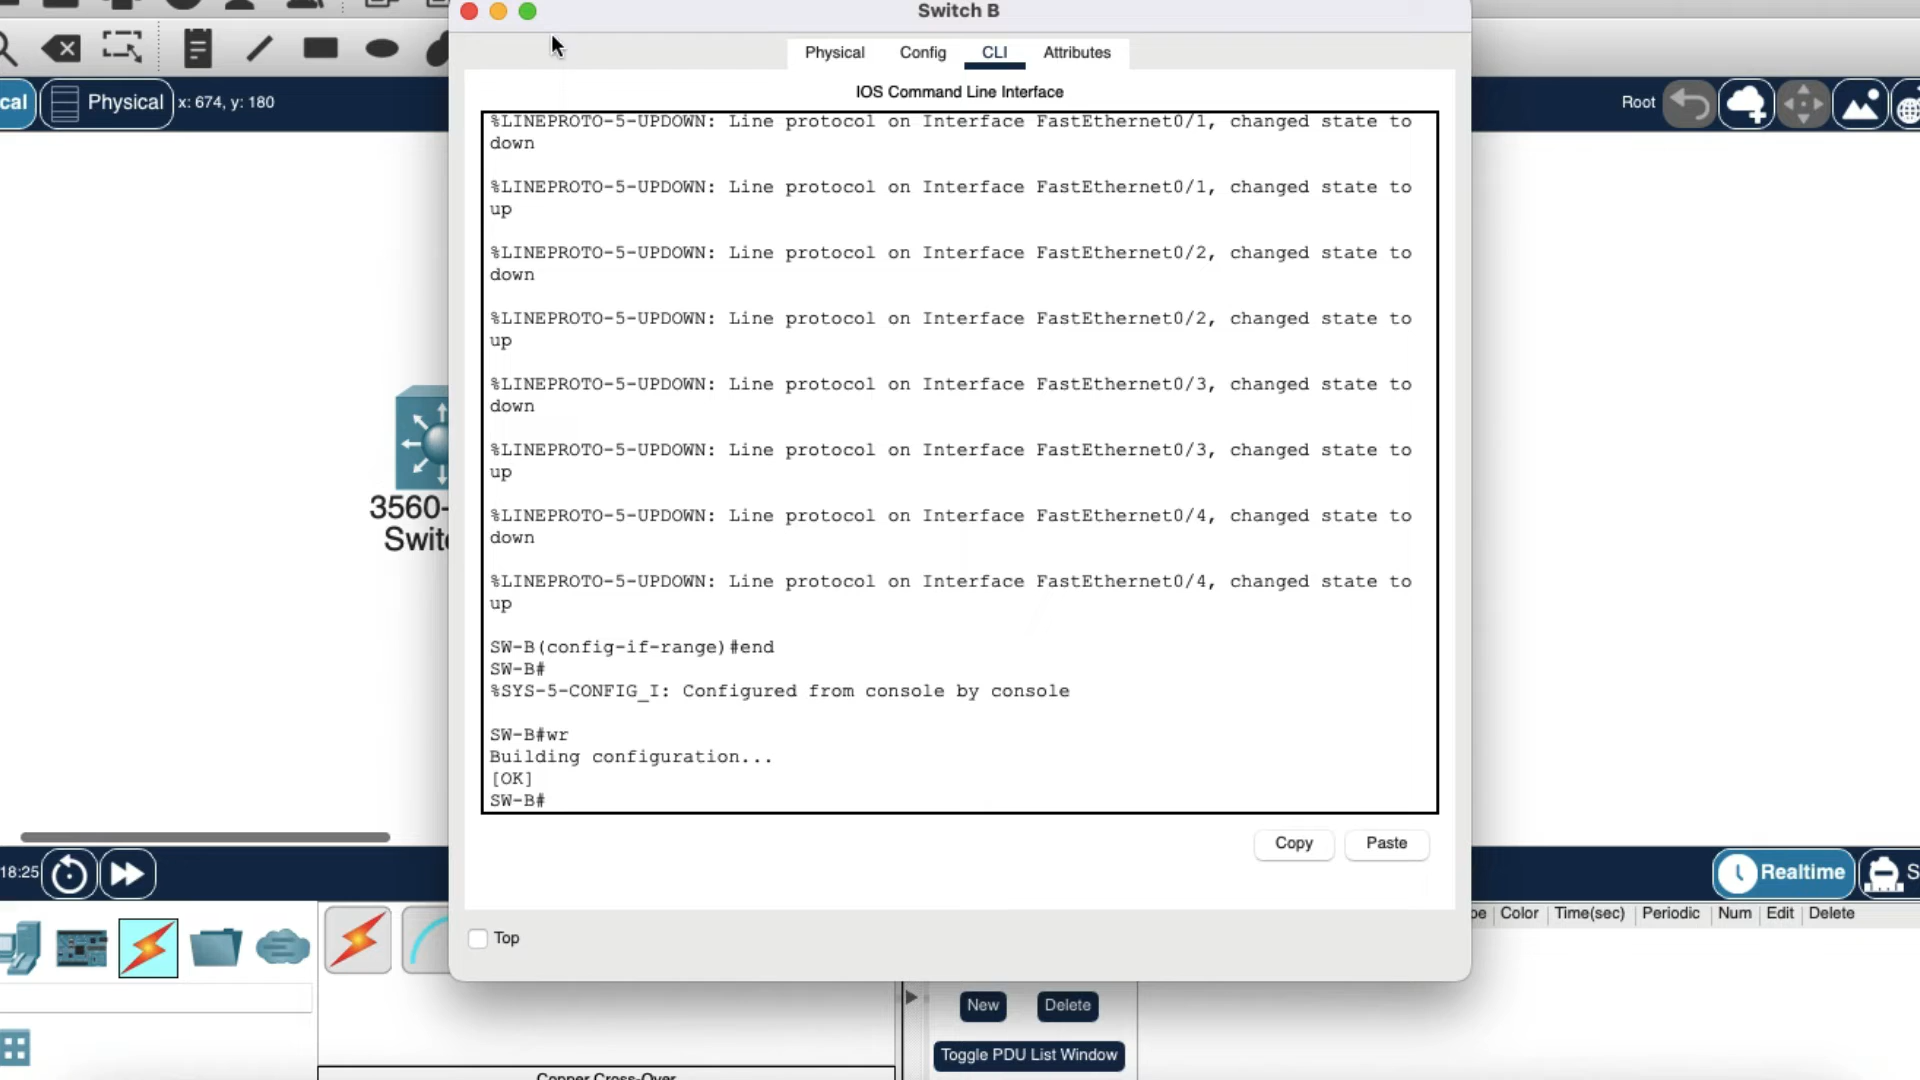 Switch B
Physical
Config
CLI
Attributes
IOS Command Line Interface
cal
Physical
x: 674, y: 180
Root
%LINEPROTO-5-UPDOWN: Line protocol on Interface FastEthernet0/1, changed state to
down
%LINEPROTO-5-UPDOWN: Line protocol on Interface FastEthernet0/1, changed state to
up
%LINEPROTO-5-UPDOWN: Line protocol on Interface FastEthernet0/2, changed state to
down
%LINEPROTO-5-UPDOWN: Line protocol on Interface FastEthernet0/2, changed state to
up
%LINEPROTO-5-UPDOWN: Line protocol on Interface FastEthernet0/3, changed state to
down
%LINEPROTO-5-UPDOWN: Line protocol on Interface FastEthernet0/3, changed state to
up
%LINEPROTO-5-UPDOWN: Line protocol on Interface FastEthernet0/4, changed state to
down
%LINEPROTO-5-UPDOWN: Line protocol on Interface FastEthernet0/4, changed state to
up
SW-B(config-if-range)#end
SW-B#
%SYS-5-CONFIG_I: Configured from console by console
SW-B#wr
Building configuration...
[OK]
SW-B#
3560-
Switc
Copy
Paste
18:25
Realtime
S
pe
Color
Time(sec)
Periodic
Num
Edit
Delete
Top
New
Delete
Toggle PDU List Window
Copper Cross-Over